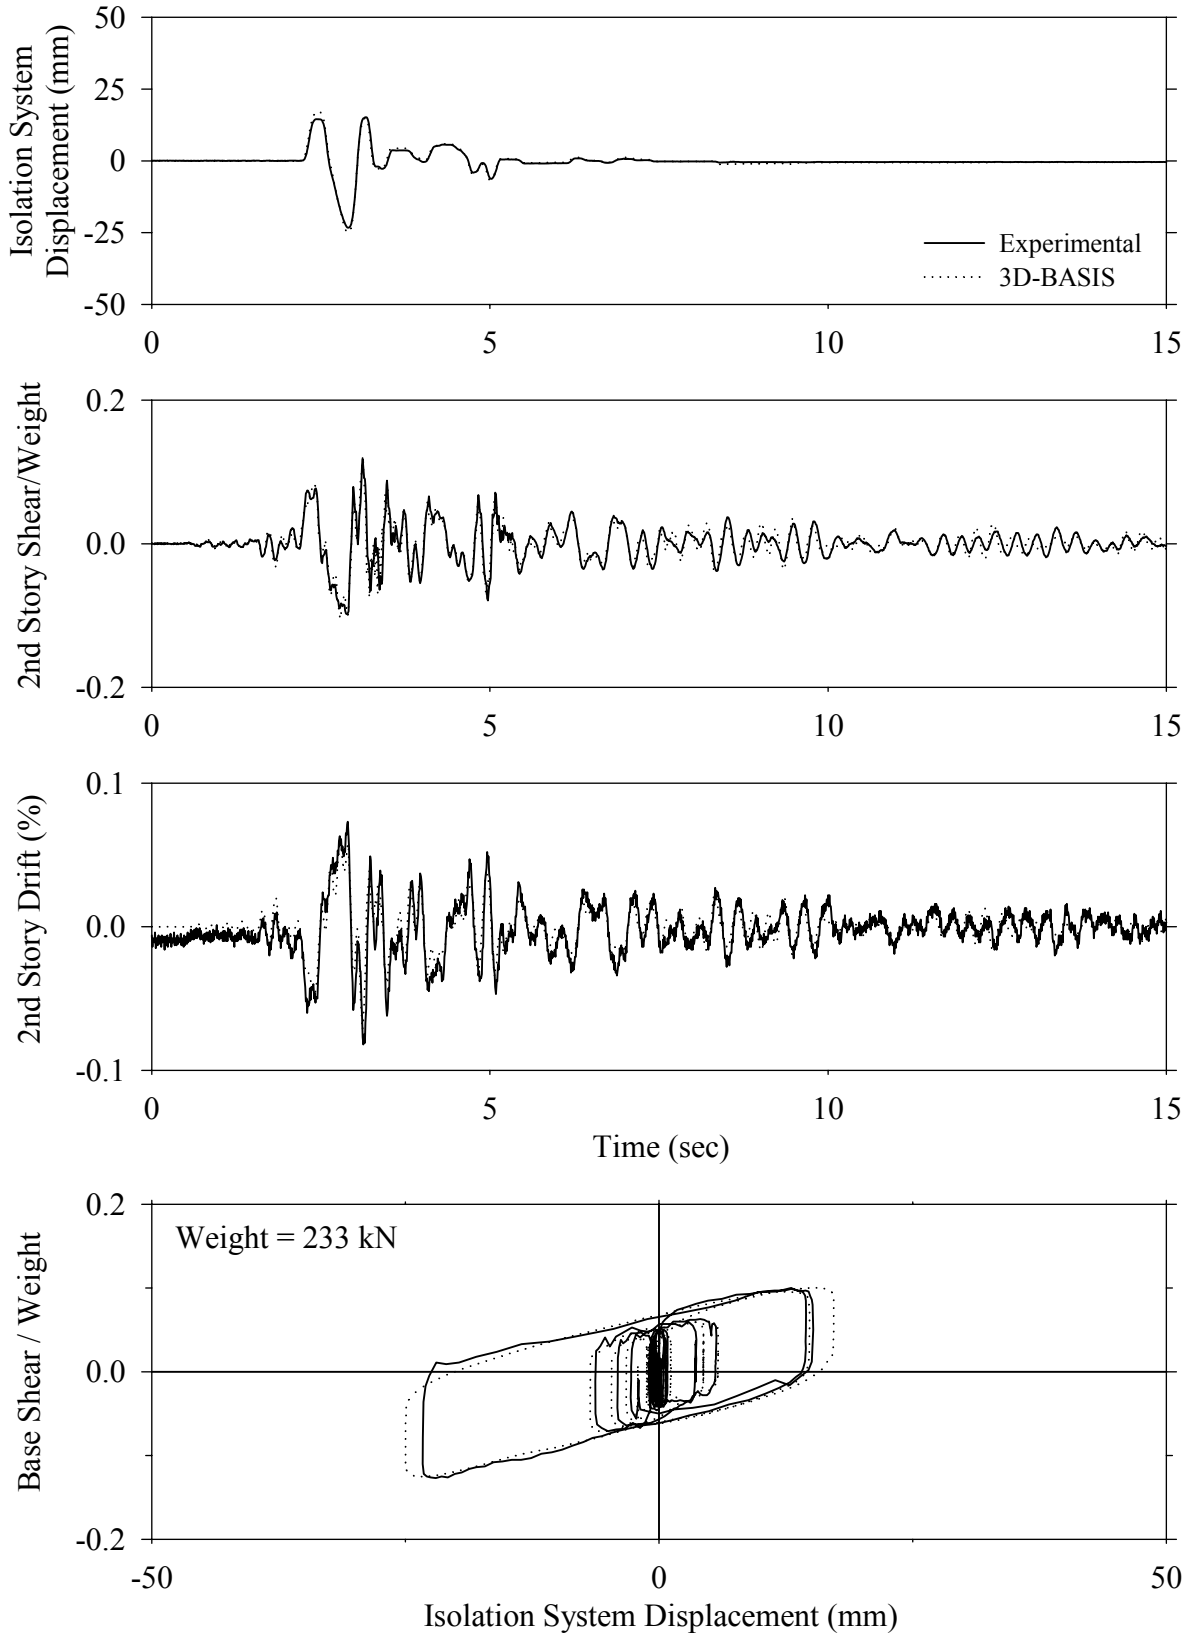 Isolation System
Displacement (mm)
50
25
0
-25
-50
Experimental
3D-BASIS
0 5 10 15
2nd Story Shear/Weight
0.2
0.0
-0.2
0 5 10 15
2nd Story Drift (%)
0.1
0.0
-0.1
0 5 10 15
Time (sec)
Base Shear / Weight
0.2
0.0
-0.2
Weight = 233 kN
-50 0 50
Isolation System Displacement (mm)